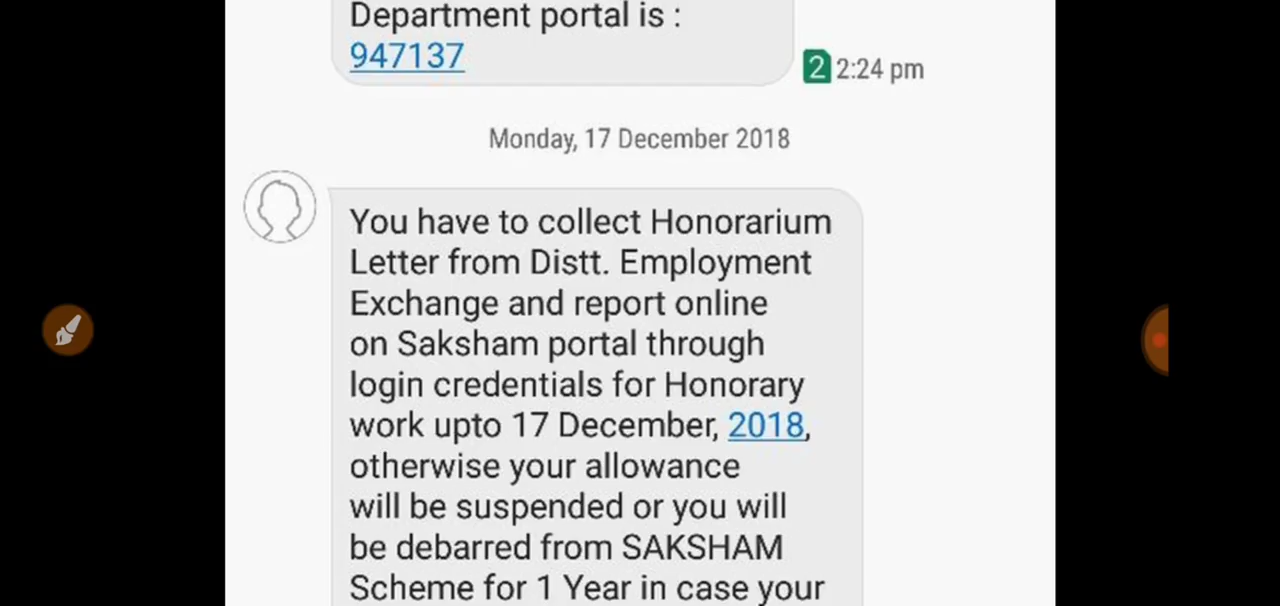 Department portal is :
947137
2 2:24 pm
Monday, 17 December 2018
You have to collect Honorarium
Letter from Distt. Employment
Exchange and report online
on Saksham portal through
login credentials for Honorary
work upto 17 December, 2018,
otherwise your allowance
will be suspended or you will
be debarred from SAKSHAM
Scheme for 1 Year in case your